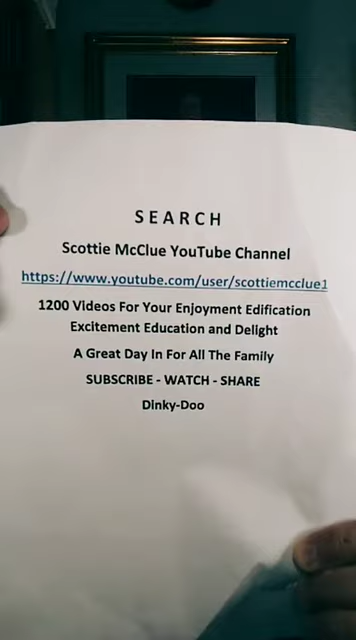 SEARCH
Scottie McClue YouTube Channel
https://www.youtube.com/user/scottiemcclue1
1200 Videos For Your Enjoyment Edification
Excitement Education and Delight
A Great Day In For All The Family
SUBSCRIBE - WATCH - SHARE
Dinky-Doo